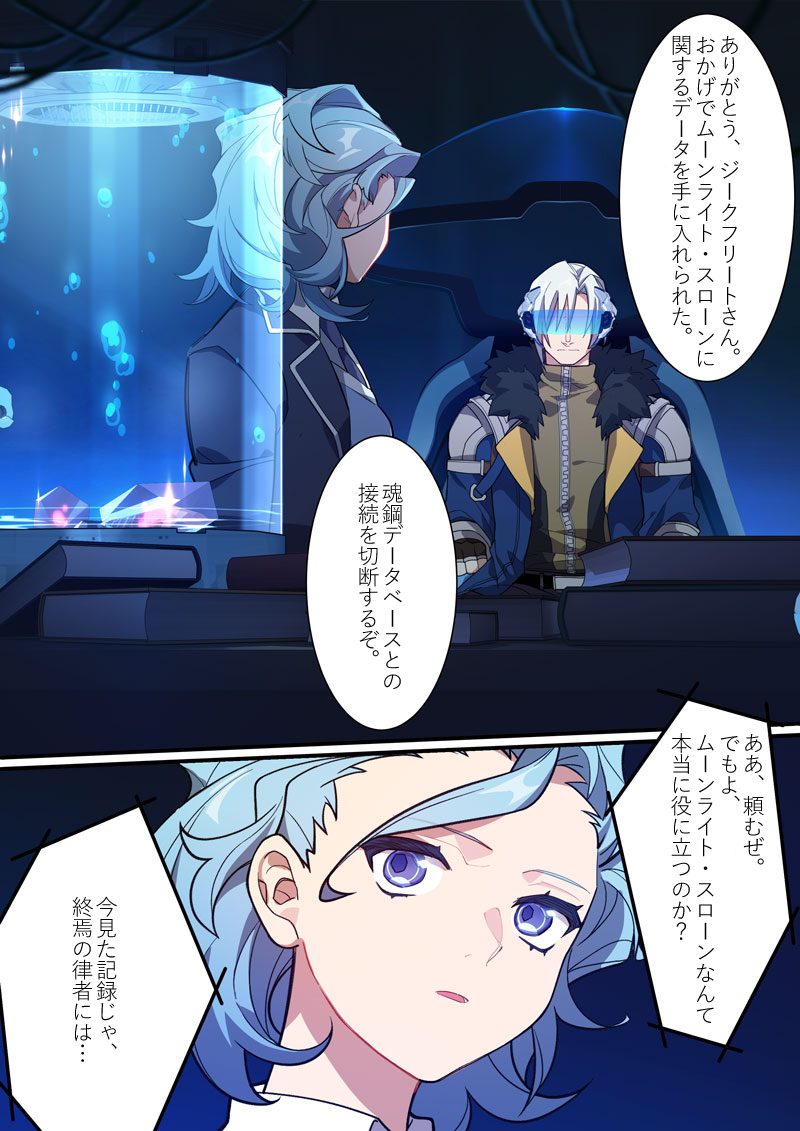 ありがとう、ジークフリートさん。
おかげでムーンライト・スローンに
関するデータを手に入れられた。
魂鋼データベースとの
接続を切断するぞ。
ああ、頼むぜ。
でもよ、
ムーンライト・スローンなんて
本当に役に立つのか？
今見た記録じゃ、
終焉の律者には…